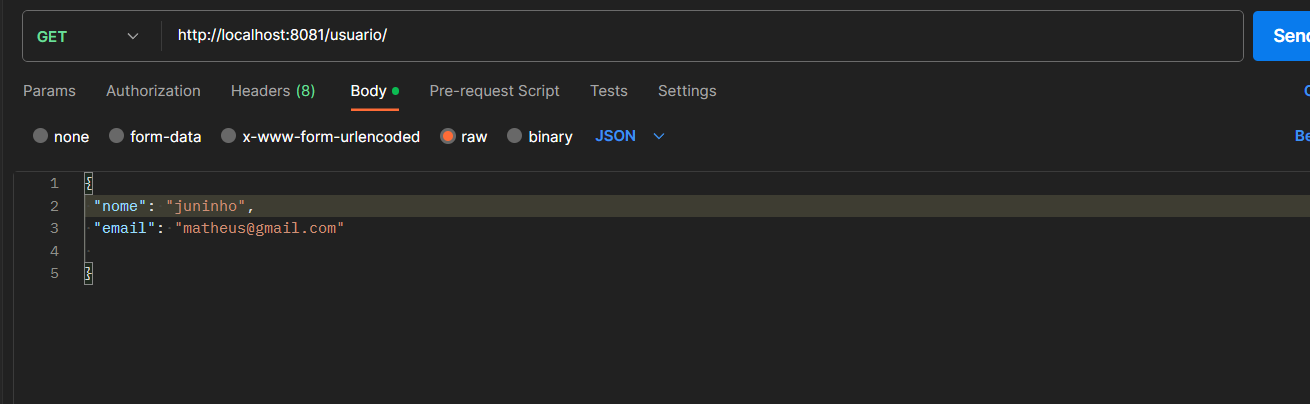 GET http://localhost:8081/usuario/ Send
Params Authorization Headers (8) Body Pre-request Script Tests Settings
none form-data x-www-form-urlencoded raw binary JSON
1 {
2 "nome": "juninho",
3 "email": "matheus@gmail.com"
4
5 }